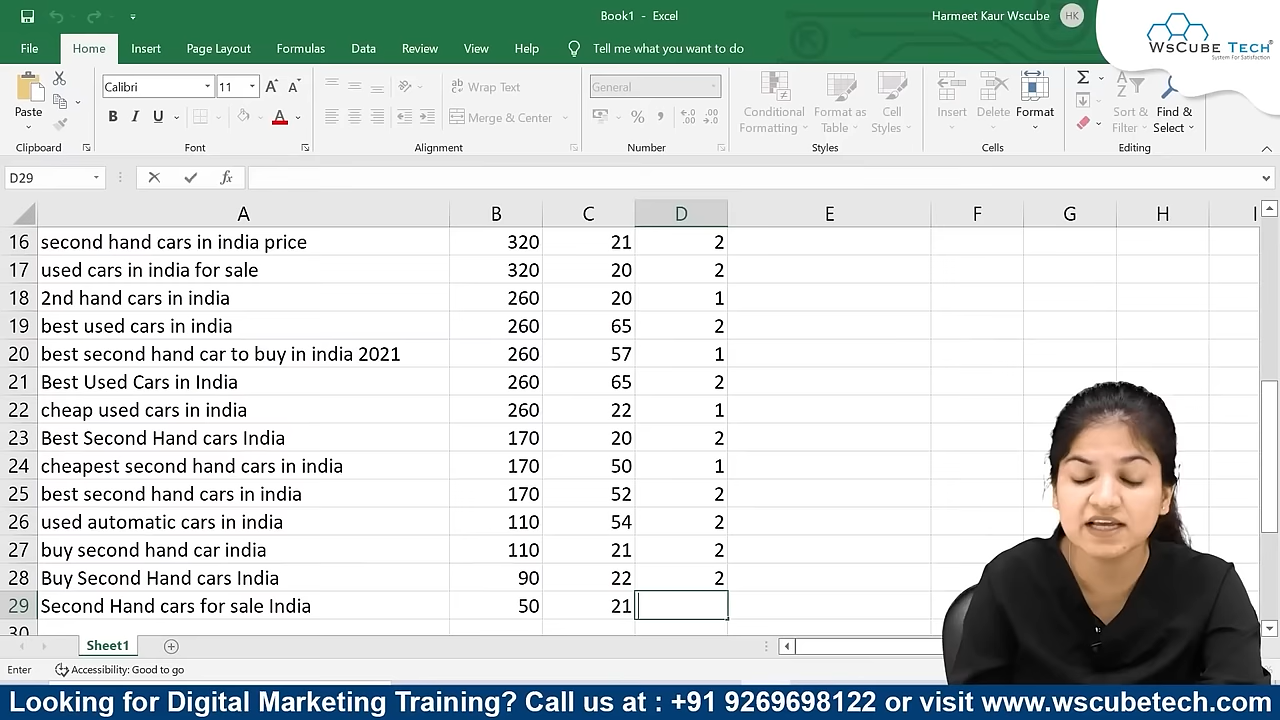 Book1 - Excel
Harmeet Kaur Wscube HK
WSCUBE TECH®
System For Satisfaction
File Home Insert Page Layout Formulas Data Review View Help Tell me what you want to do
Paste
Clipboard
Calibri 11 A A
B I U A
Font
ab Wrap Text
Merge & Center
Alignment
General
% ,
Number
Conditional Formatting
Format as Table
Cell Styles
Styles
Insert Delete Format
Cells
Σ
Sort & Filter
Find & Select
Editing
D29 fx
A B C D E F G H I
16 second hand cars in india price 320 21 2
17 used cars in india for sale 320 20 2
18 2nd hand cars in india 260 20 1
19 best used cars in india 260 65 2
20 best second hand car to buy in india 2021 260 57 1
21 Best Used Cars in India 260 65 2
22 cheap used cars in india 260 22 1
23 Best Second Hand cars India 170 20 2
24 cheapest second hand cars in india 170 50 1
25 best second hand cars in india 170 52 2
26 used automatic cars in india 110 54 2
27 buy second hand car india 110 21 2
28 Buy Second Hand cars India 90 22 2
29 Second Hand cars for sale India 50 21
30
Sheet1
Enter Accessibility: Good to go
Looking for Digital Marketing Training? Call us at : +91 9269698122 or visit www.wscubetech.com